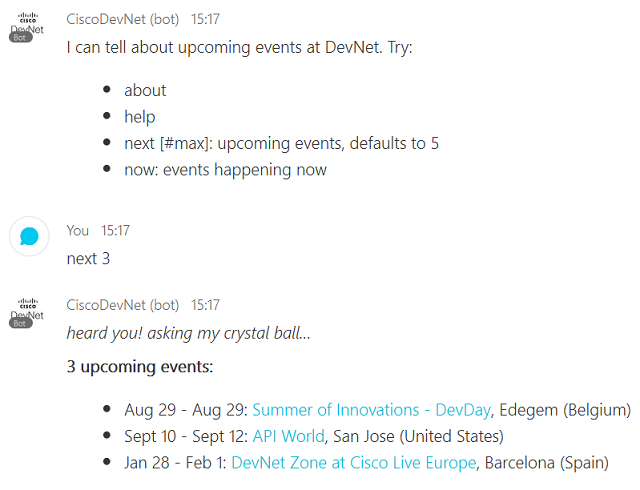 CISCO
DevNet
Bot
CiscoDevNet (bot) 15:17
I can tell about upcoming events at DevNet. Try:
about
help
next [#max]: upcoming events, defaults to 5
now: events happening now
You 15:17
next 3
CISCO
DevNet
Bot
CiscoDevNet (bot) 15:17
heard you! asking my crystal ball...
3 upcoming events:
Aug 29 - Aug 29: Summer of Innovations - DevDay, Edegem (Belgium)
Sept 10 - Sept 12: API World, San Jose (United States)
Jan 28 - Feb 1: DevNet Zone at Cisco Live Europe, Barcelona (Spain)